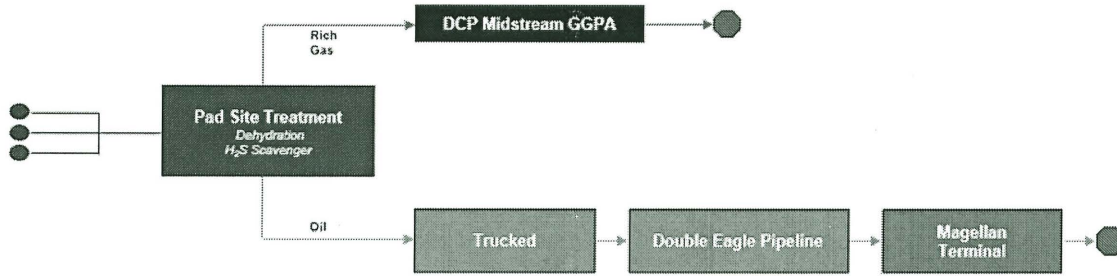 DCP Midstream GGPA
Rich
Gas
Pad Site Treatment
Dehydration
H₂S Scavenger
Oil
Trucked
Double Eagle Pipeline
Magellan
Terminal